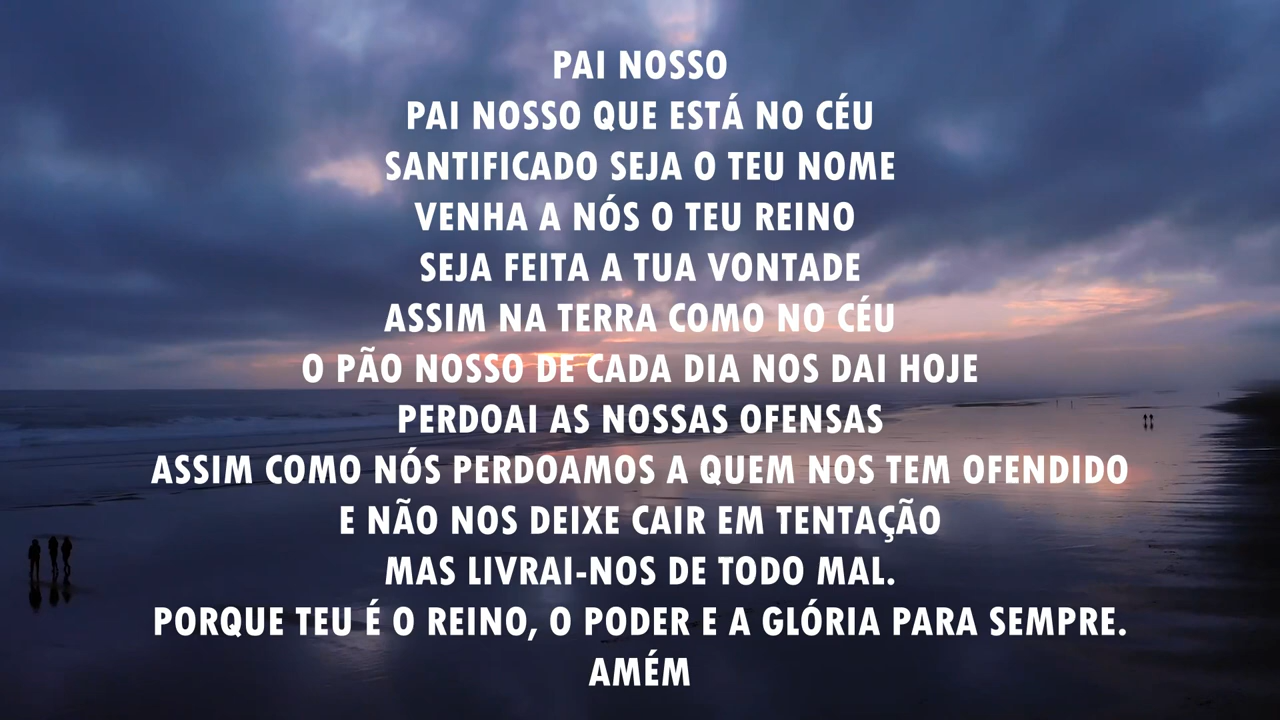 PAI NOSSO
PAI NOSSO QUE ESTÁ NO CÉU
SANTIFICADO SEJA O TEU NOME
VENHA A NÓS O TEU REINO
SEJA FEITA A TUA VONTADE
ASSIM NA TERRA COMO NO CÉU
O PÃO NOSSO DE CADA DIA NOS DAI HOJE
PERDOAI AS NOSSAS OFENSAS
ASSIM COMO NÓS PERDOAMOS A QUEM NOS TEM OFENDIDO
E NÃO NOS DEIXE CAIR EM TENTAÇÃO
MAS LIVRAI-NOS DE TODO MAL.
PORQUE TEU É O REINO, O PODER E A GLÓRIA PARA SEMPRE.
AMÉM